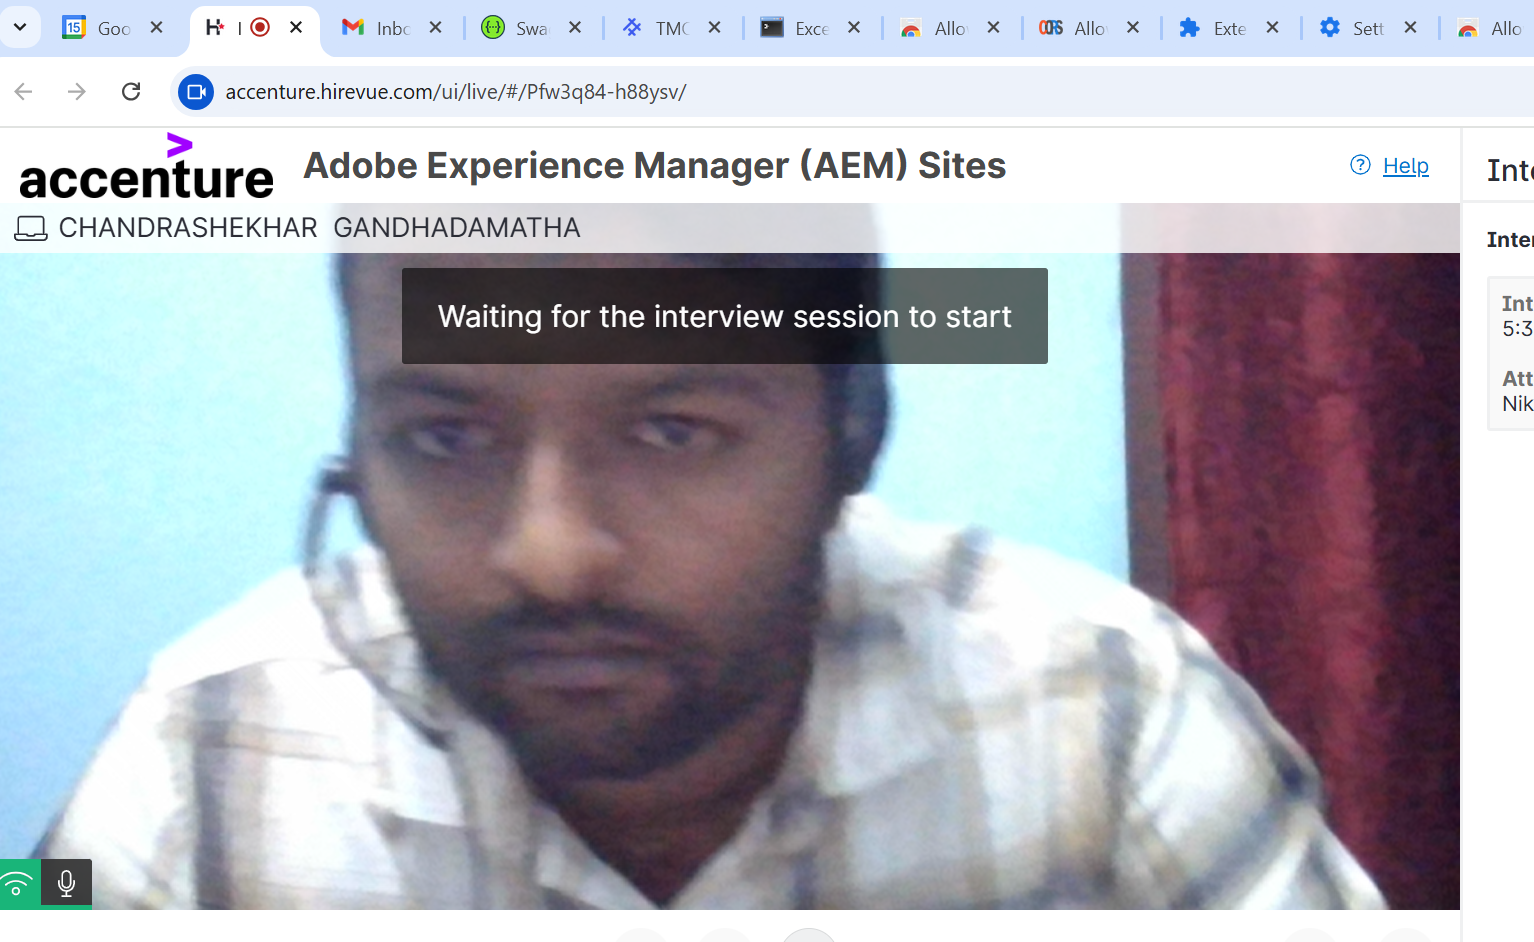 15 Goo
I
Inbo
{··} Swa
TMC
Exce
Allo
CORS Allo
Exte
Sett
Allo
accenture.hirevue.com/ui/live/#/Pfw3q84-h88ysv/
accenture
Adobe Experience Manager (AEM) Sites
? Help
Inte
CHANDRASHEKHAR GANDHADAMATHA
Inter
Waiting for the interview session to start
Int
5:3
Att
Nik